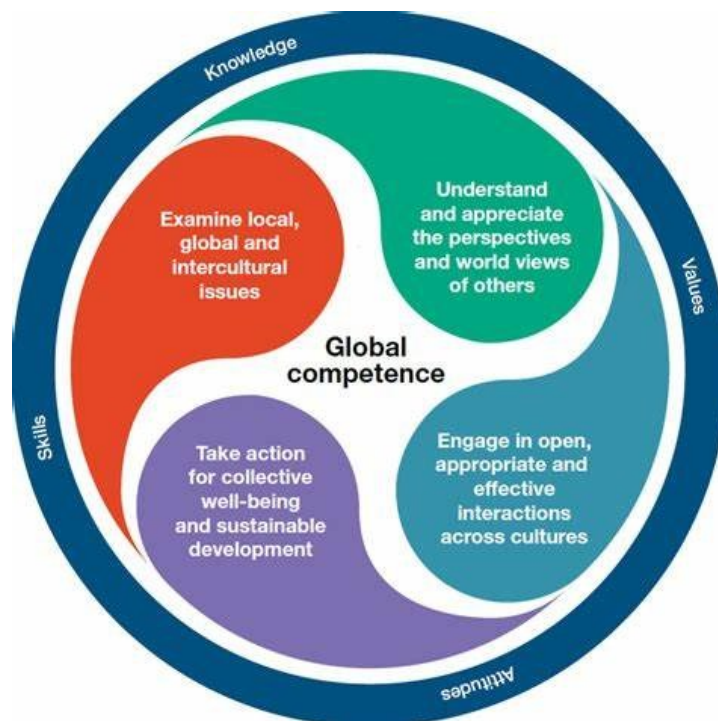 Knowledge
Examine local,
global and
intercultural
issues
Understand
and appreciate
the perspectives
and world views
of others
Values
Global
competence
Skills
Take action
for collective
well-being
and sustainable
development
Engage in open,
appropriate and
effective
interactions
across cultures
Attitudes